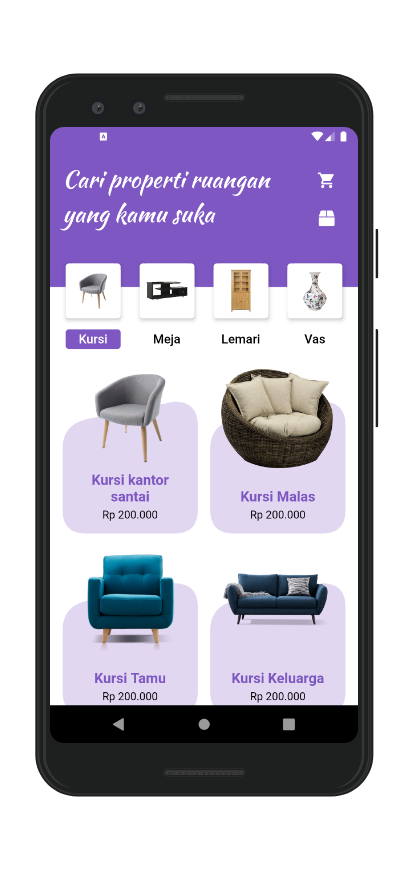 A
Cari properti ruangan
yang kamu suka
Kursi
Meja
Lemari
Vas
Kursi kantor
santai
Rp 200.000
Kursi Malas
Rp 200.000
Kursi Tamu
Rp 200.000
Kursi Keluarga
Rp 200.000